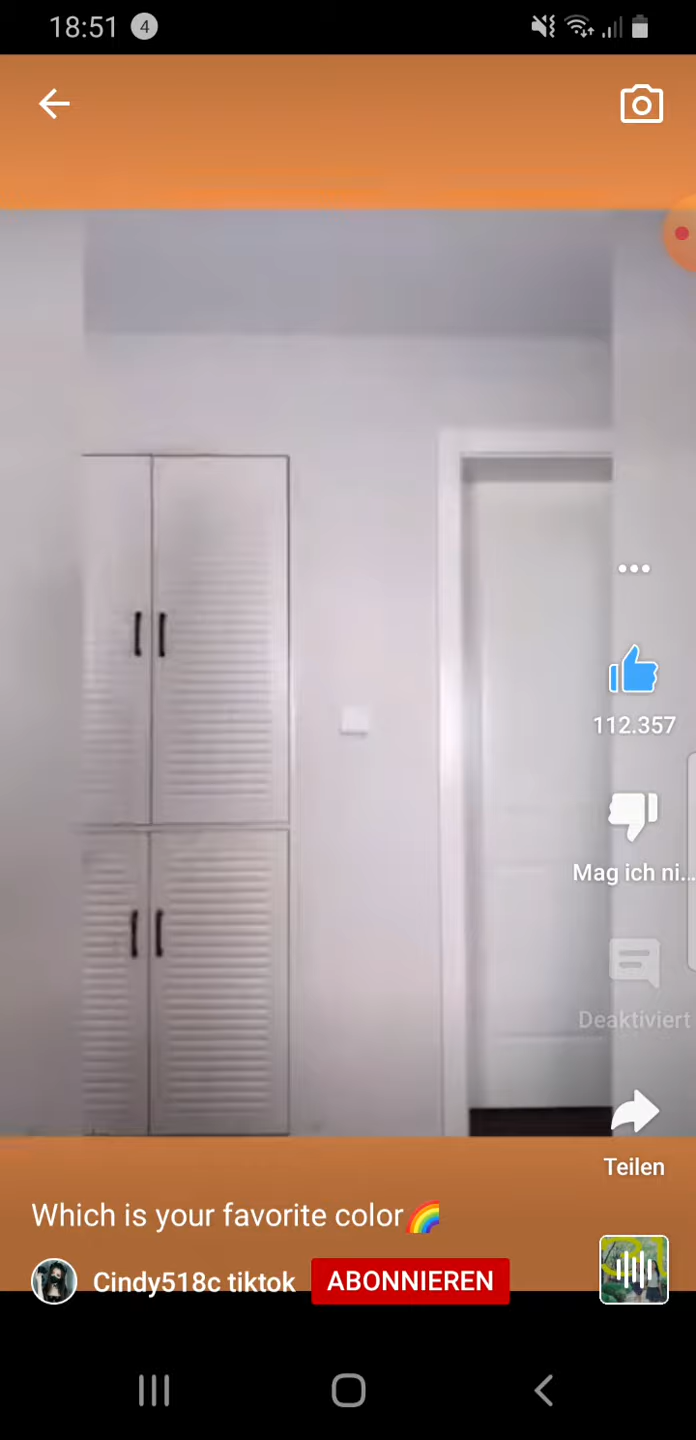 18:51 4
112.357
Mag ich ni...
Deaktiviert
Teilen
Which is your favorite color🌈
Cindy518c tiktok ABONNIEREN